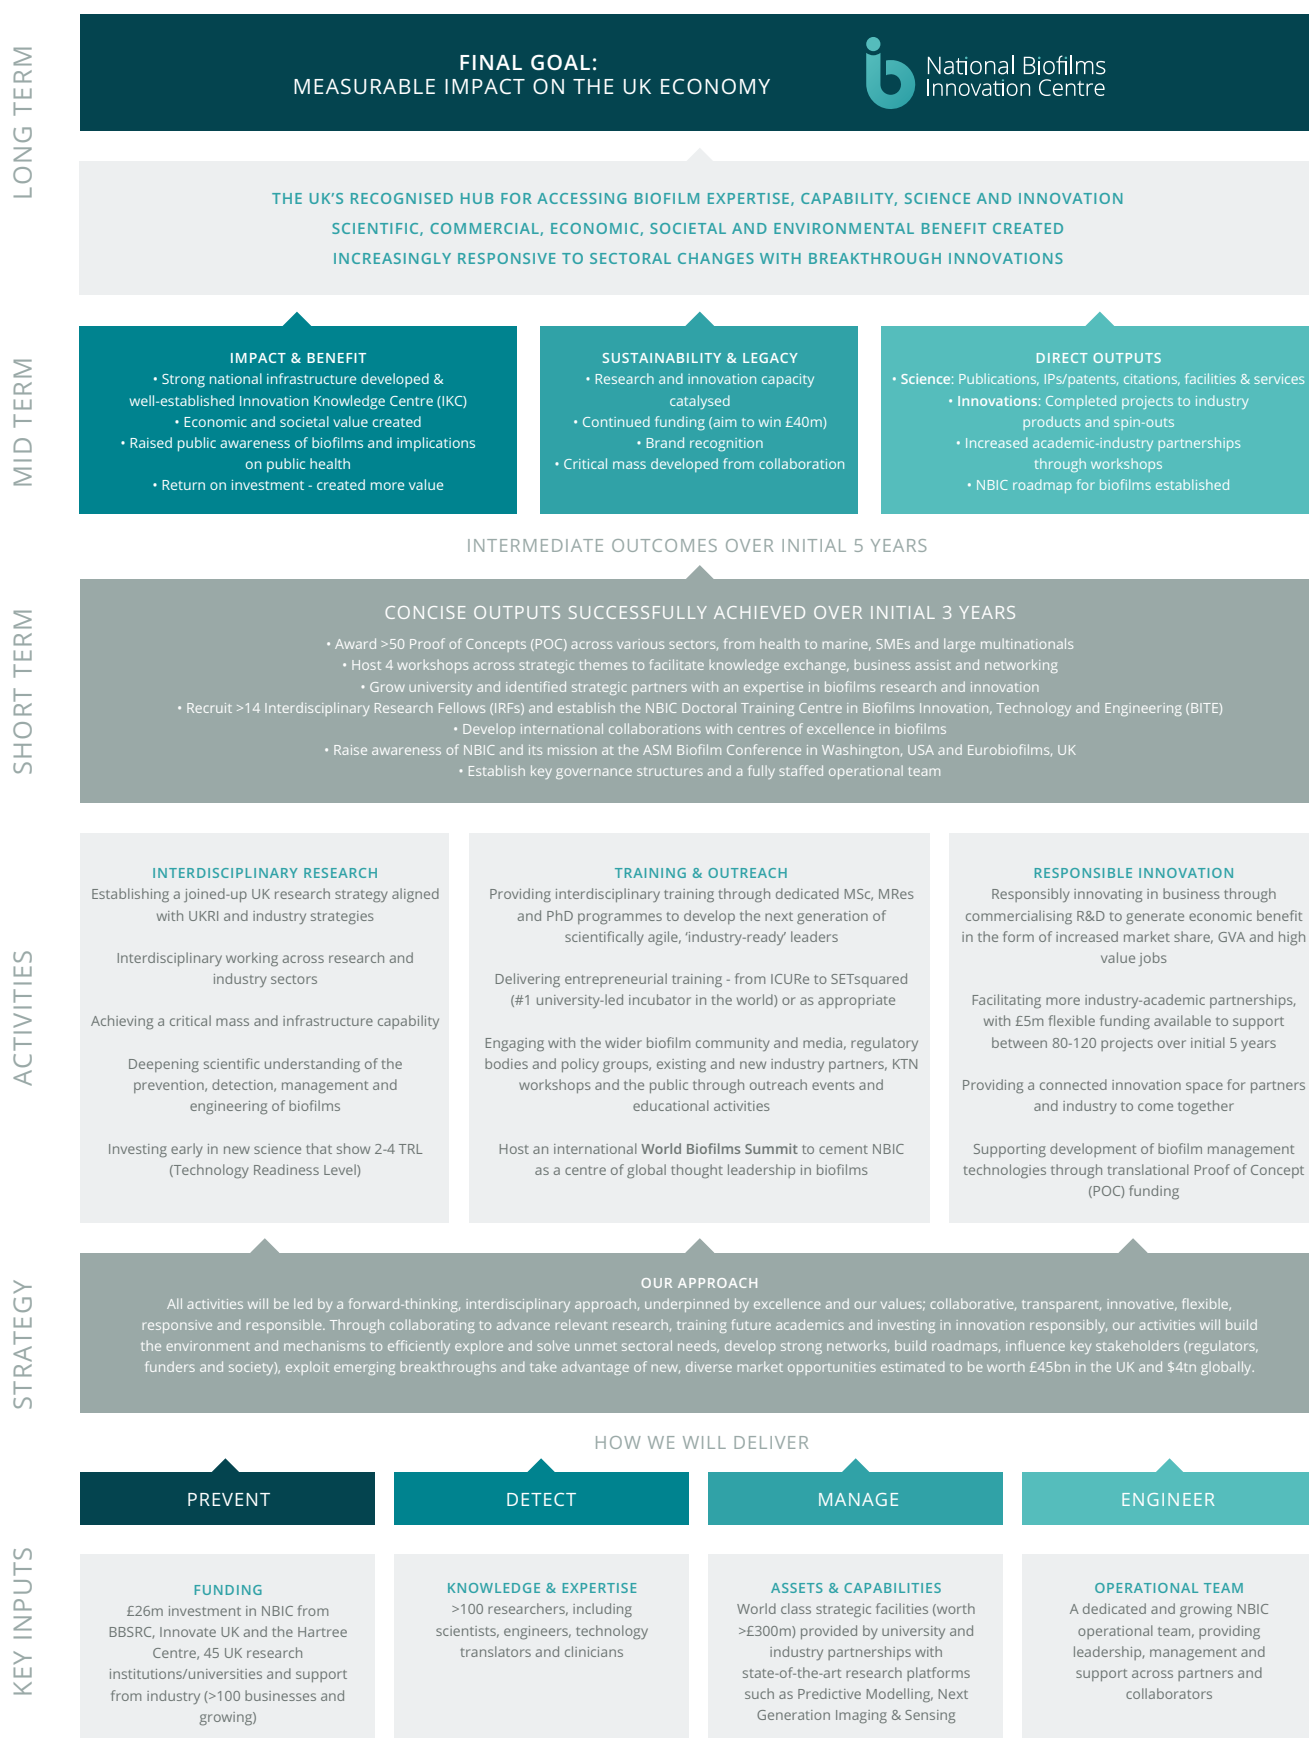 LONG TERM
FINAL GOAL:
MEASURABLE IMPACT ON THE UK ECONOMY
National Biofilms
Innovation Centre
THE UK'S RECOGNISED HUB FOR ACCESSING BIOFILM EXPERTISE, CAPABILITY, SCIENCE AND INNOVATION
SCIENTIFIC, COMMERCIAL, ECONOMIC, SOCIETAL AND ENVIRONMENTAL BENEFIT CREATED
INCREASINGLY RESPONSIVE TO SECTORAL CHANGES WITH BREAKTHROUGH INNOVATIONS
MID TERM
IMPACT & BENEFIT
• Strong national infrastructure developed &
well-established Innovation Knowledge Centre (IKC)
• Economic and societal value created
• Raised public awareness of biofilms and implications
on public health
• Return on investment - created more value
SUSTAINABILITY & LEGACY
• Research and innovation capacity
catalysed
• Continued funding (aim to win £40m)
• Brand recognition
• Critical mass developed from collaboration
DIRECT OUTPUTS
• Science: Publications, IPs/patents, citations, facilities & services
• Innovations: Completed projects to industry
products and spin-outs
• Increased academic-industry partnerships
through workshops
• NBIC roadmap for biofilms established
INTERMEDIATE OUTCOMES OVER INITIAL 5 YEARS
SHORT TERM
CONCISE OUTPUTS SUCCESSFULLY ACHIEVED OVER INITIAL 3 YEARS
• Award >50 Proof of Concepts (POC) across various sectors, from health to marine, SMEs and large multinationals
• Host 4 workshops across strategic themes to facilitate knowledge exchange, business assist and networking
• Grow university and identified strategic partners with an expertise in biofilms research and innovation
• Recruit >14 Interdisciplinary Research Fellows (IRFs) and establish the NBIC Doctoral Training Centre in Biofilms Innovation, Technology and Engineering (BITE)
• Develop international collaborations with centres of excellence in biofilms
• Raise awareness of NBIC and its mission at the ASM Biofilm Conference in Washington, USA and Eurobiofilms, UK
• Establish key governance structures and a fully staffed operational team
ACTIVITIES
INTERDISCIPLINARY RESEARCH
Establishing a joined-up UK research strategy aligned
with UKRI and industry strategies
Interdisciplinary working across research and
industry sectors
Achieving a critical mass and infrastructure capability
Deepening scientific understanding of the
prevention, detection, management and
engineering of biofilms
Investing early in new science that show 2-4 TRL
(Technology Readiness Level)
TRAINING & OUTREACH
Providing interdisciplinary training through dedicated MSc, MRes
and PhD programmes to develop the next generation of
scientifically agile, 'industry-ready' leaders
Delivering entrepreneurial training - from ICURe to SETsquared
(#1 university-led incubator in the world) or as appropriate
Engaging with the wider biofilm community and media, regulatory
bodies and policy groups, existing and new industry partners, KTN
workshops and the public through outreach events and
educational activities
Host an international World Biofilms Summit to cement NBIC
as a centre of global thought leadership in biofilms
RESPONSIBLE INNOVATION
Responsibly innovating in business through
commercialising R&D to generate economic benefit
in the form of increased market share, GVA and high
value jobs
Facilitating more industry-academic partnerships,
with £5m flexible funding available to support
between 80-120 projects over initial 5 years
Providing a connected innovation space for partners
and industry to come together
Supporting development of biofilm management
technologies through translational Proof of Concept
(POC) funding
STRATEGY
OUR APPROACH
All activities will be led by a forward-thinking, interdisciplinary approach, underpinned by excellence and our values; collaborative, transparent, innovative, flexible,
responsive and responsible. Through collaborating to advance relevant research, training future academics and investing in innovation responsibly, our activities will build
the environment and mechanisms to efficiently explore and solve unmet sectoral needs, develop strong networks, build roadmaps, influence key stakeholders (regulators,
funders and society), exploit emerging breakthroughs and take advantage of new, diverse market opportunities estimated to be worth £45bn in the UK and $4tn globally.
HOW WE WILL DELIVER
PREVENT
DETECT
MANAGE
ENGINEER
KEY INPUTS
FUNDING
£26m investment in NBIC from
BBSRC, Innovate UK and the Hartree
Centre, 45 UK research
institutions/universities and support
from industry (>100 businesses and
growing)
KNOWLEDGE & EXPERTISE
>100 researchers, including
scientists, engineers, technology
translators and clinicians
ASSETS & CAPABILITIES
World class strategic facilities (worth
>£300m) provided by university and
industry partnerships with
state-of-the-art research platforms
such as Predictive Modelling, Next
Generation Imaging & Sensing
OPERATIONAL TEAM
A dedicated and growing NBIC
operational team, providing
leadership, management and
support across partners and
collaborators